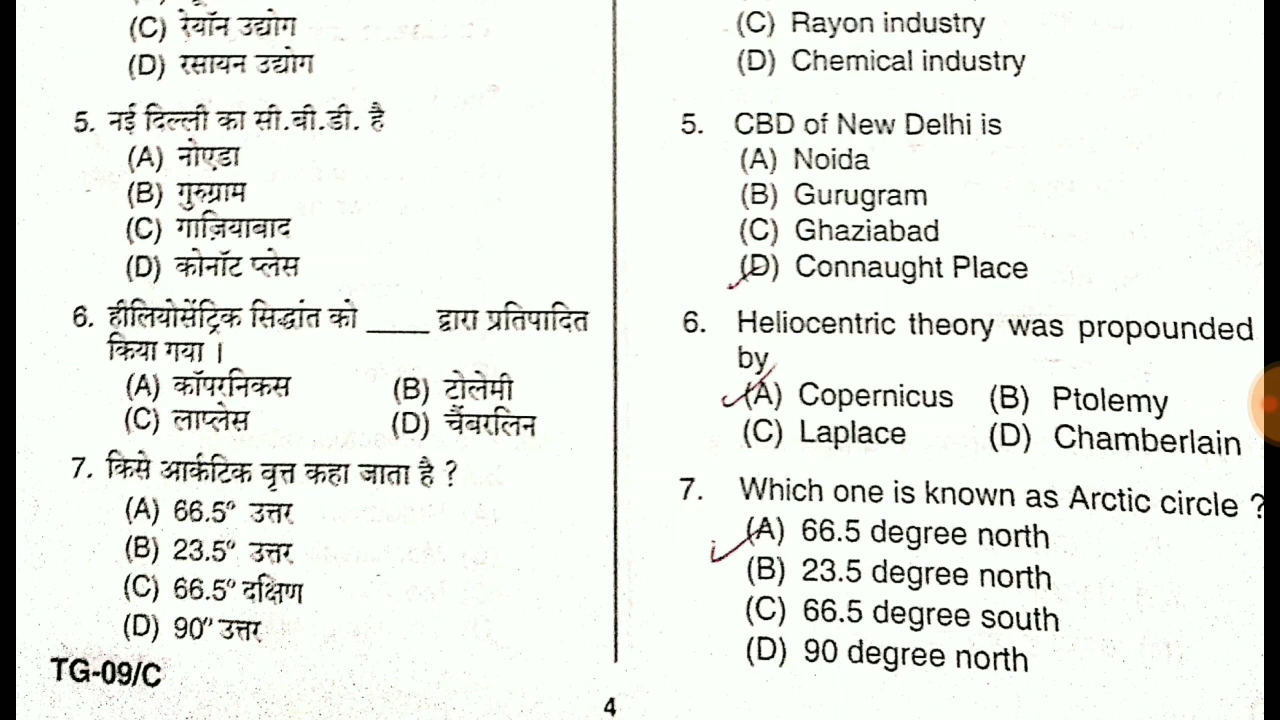 (C) रेयॉन उद्योग
(D) रसायन उद्योग
5. नई दिल्ली का सी.बी.डी. है
(A) नोएडा
(B) गुरुग्राम
(C) गाज़ियाबाद
(D) कोनॉट प्लेस
6. हीलियोसेंट्रिक सिद्धांत को ____ द्वारा प्रतिपादित
किया गया ।
(A) कॉपरनिकस (B) टोलेमी
(C) लाप्लेस (D) चैंबरलिन
7. किसे आर्कटिक वृत्त कहा जाता है ?
(A) 66.5° उत्तर
(B) 23.5° उत्तर
(C) 66.5° दक्षिण
(D) 90° उत्तर
TG-09/C
(C) Rayon industry
(D) Chemical industry
5. CBD of New Delhi is
(A) Noida
(B) Gurugram
(C) Ghaziabad
(D) Connaught Place
6. Heliocentric theory was propounded
by
(A) Copernicus (B) Ptolemy
(C) Laplace (D) Chamberlain
7. Which one is known as Arctic circle ?
(A) 66.5 degree north
(B) 23.5 degree north
(C) 66.5 degree south
(D) 90 degree north
4